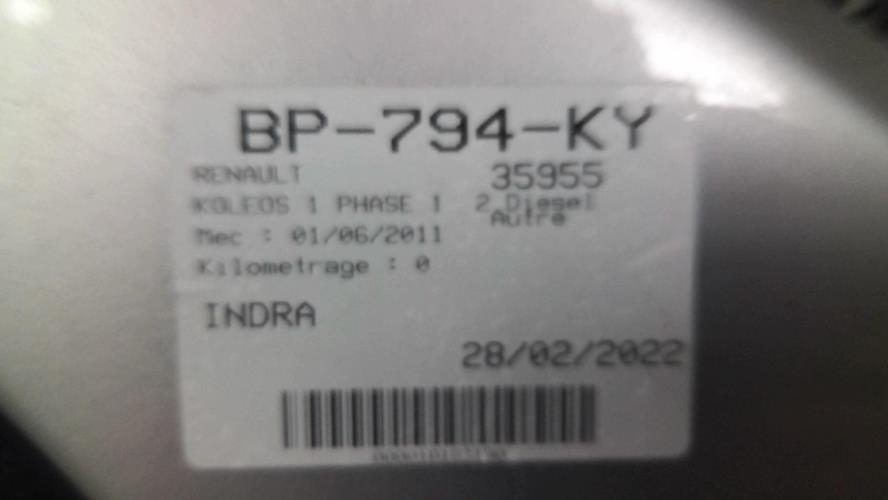 BP-794-KY
RENAULT 35955
KOLEOS 1 PHASE 1 2 Diesel
Autre
Mec : 01/06/2011
Kilometrage : 0
INDRA
28/02/2022